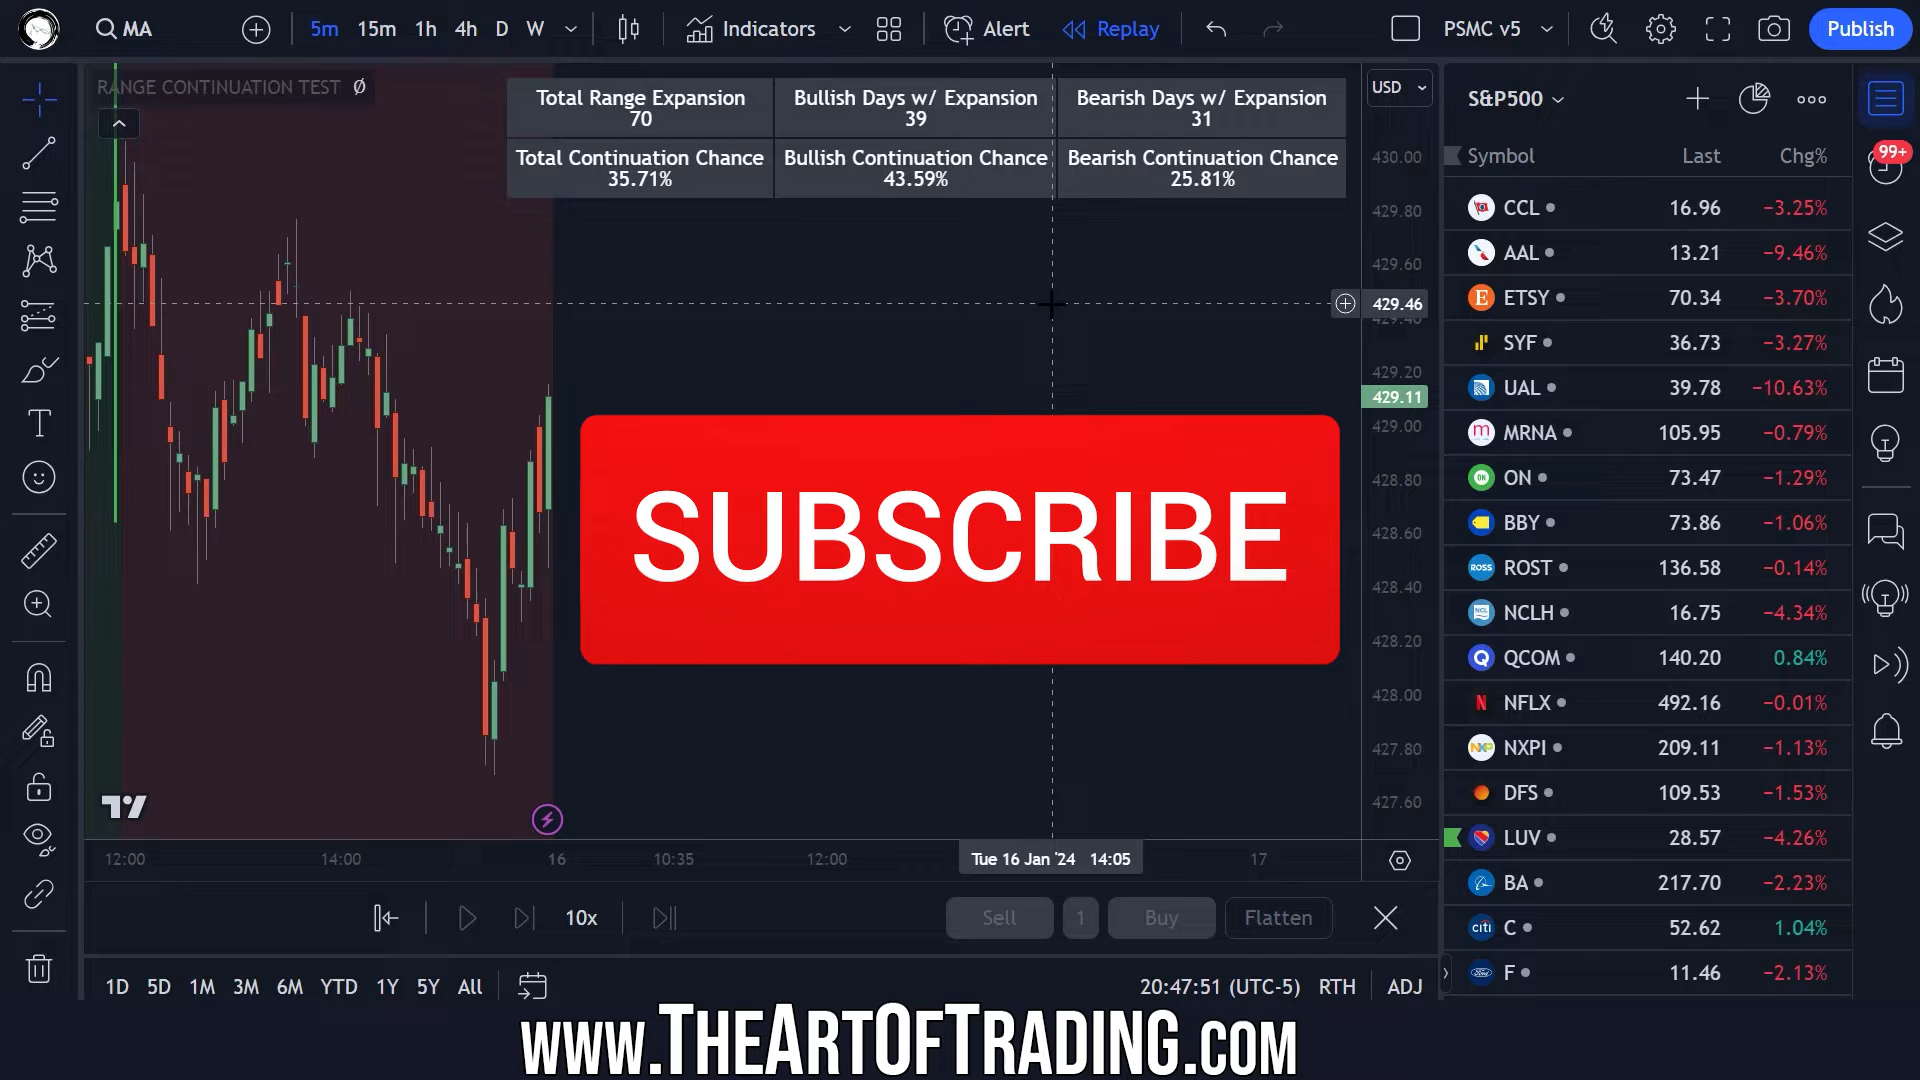 MA
5m 15m 1h 4h D W
Indicators
Alert
Replay
PSMC v5
Publish
RANGE CONTINUATION TEST Ø
Total Range Expansion
70
Bullish Days w/ Expansion
39
Bearish Days w/ Expansion
31
Total Continuation Chance
35.71%
Bullish Continuation Chance
43.59%
Bearish Continuation Chance
25.81%
USD
430.00
429.80
429.60
429.46
429.40
429.20
429.11
429.00
428.80
428.60
428.40
428.20
428.00
427.80
427.60
SUBSCRIBE
12:00 14:00 16 10:35 12:00 Tue 16 Jan '24 14:05 17
10x
Sell 1 Buy Flatten
1D 5D 1M 3M 6M YTD 1Y 5Y All
20:47:51 (UTC-5) RTH ADJ
S&P500
99+
Symbol Last Chg%
CCL 16.96 −3.25%
AAL 13.21 −9.46%
ETSY 70.34 −3.70%
SYF 36.73 −3.27%
UAL 39.78 −10.63%
MRNA 105.95 −0.79%
ON 73.47 −1.29%
BBY 73.86 −1.06%
ROST 136.58 −0.14%
NCLH 16.75 −4.34%
QCOM 140.20 0.84%
NFLX 492.16 −0.01%
NXPI 209.11 −1.13%
DFS 109.53 −1.53%
LUV 28.57 −4.26%
BA 217.70 −2.23%
C 52.62 1.04%
F 11.46 −2.13%
www.TheArtOfTrading.com